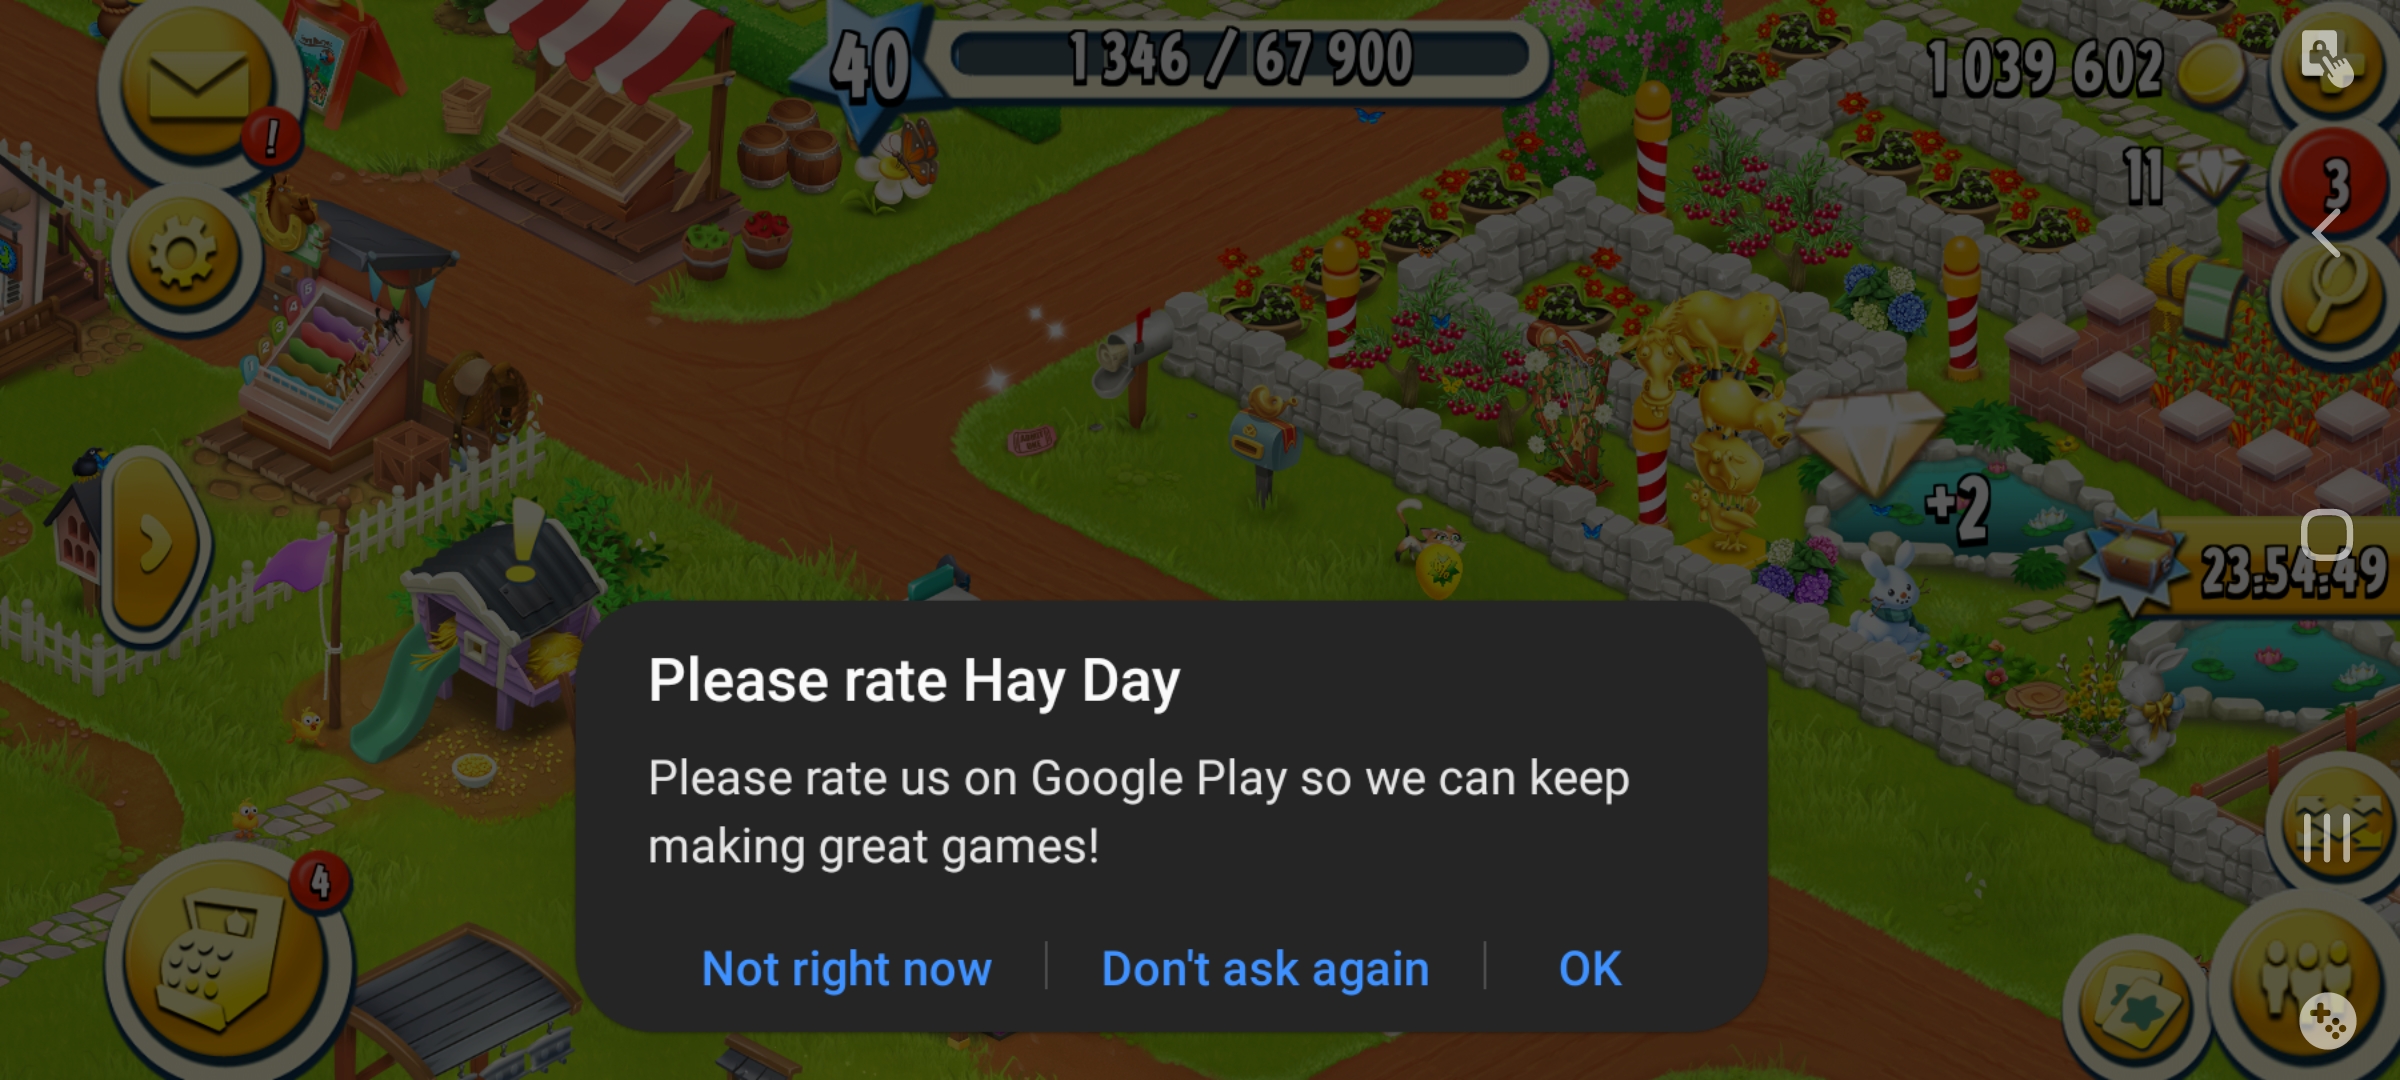 40
1 346 / 67 900
1 039 602
!
11
3
+2
23:54:49
Please rate Hay Day
Please rate us on Google Play so we can keep
making great games!
4
Not right now
Don't ask again
OK